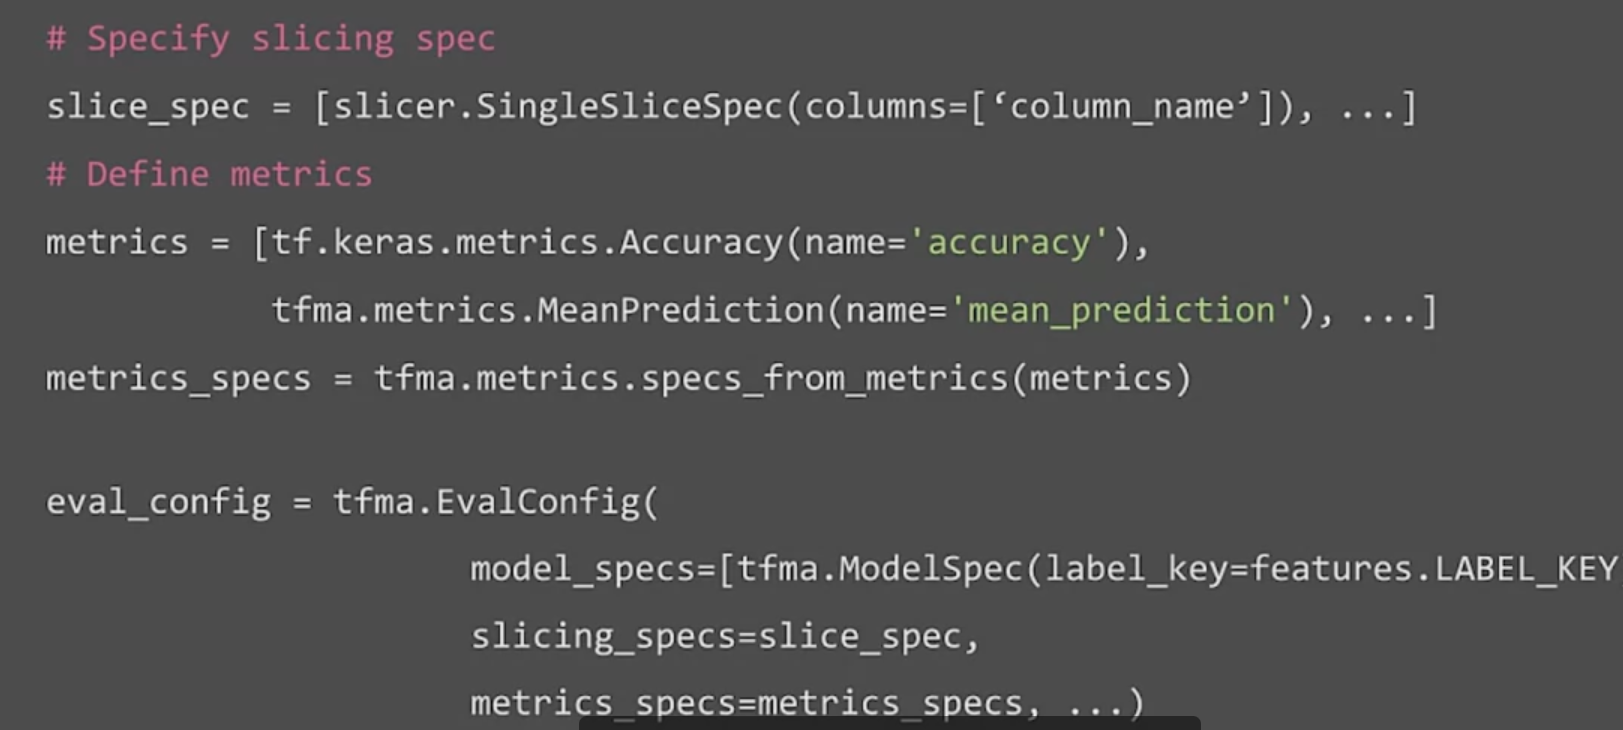 # Specify slicing spec
slice_spec = [slicer.SingleSliceSpec(columns=[‘column_name’]), ...]
# Define metrics
metrics = [tf.keras.metrics.Accuracy(name='accuracy'),
tfma.metrics.MeanPrediction(name='mean_prediction'), ...]
metrics_specs = tfma.metrics.specs_from_metrics(metrics)
eval_config = tfma.EvalConfig(
model_specs=[tfma.ModelSpec(label_key=features.LABEL_KEY
slicing_specs=slice_spec,
metrics_specs=metrics_specs, ...)